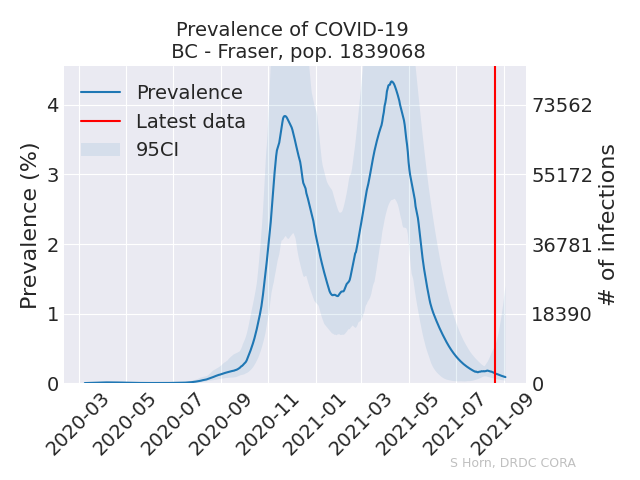 Prevalence of COVID-19
BC - Fraser, pop. 1839068
Prevalence
Latest data
95CI
Prevalence (%)
4
3
2
1
0
73562
55172
36781
18390
0
# of infections
2020-03
2020-05
2020-07
2020-09
2020-11
2021-01
2021-03
2021-05
2021-07
2021-09
S Horn, DRDC CORA